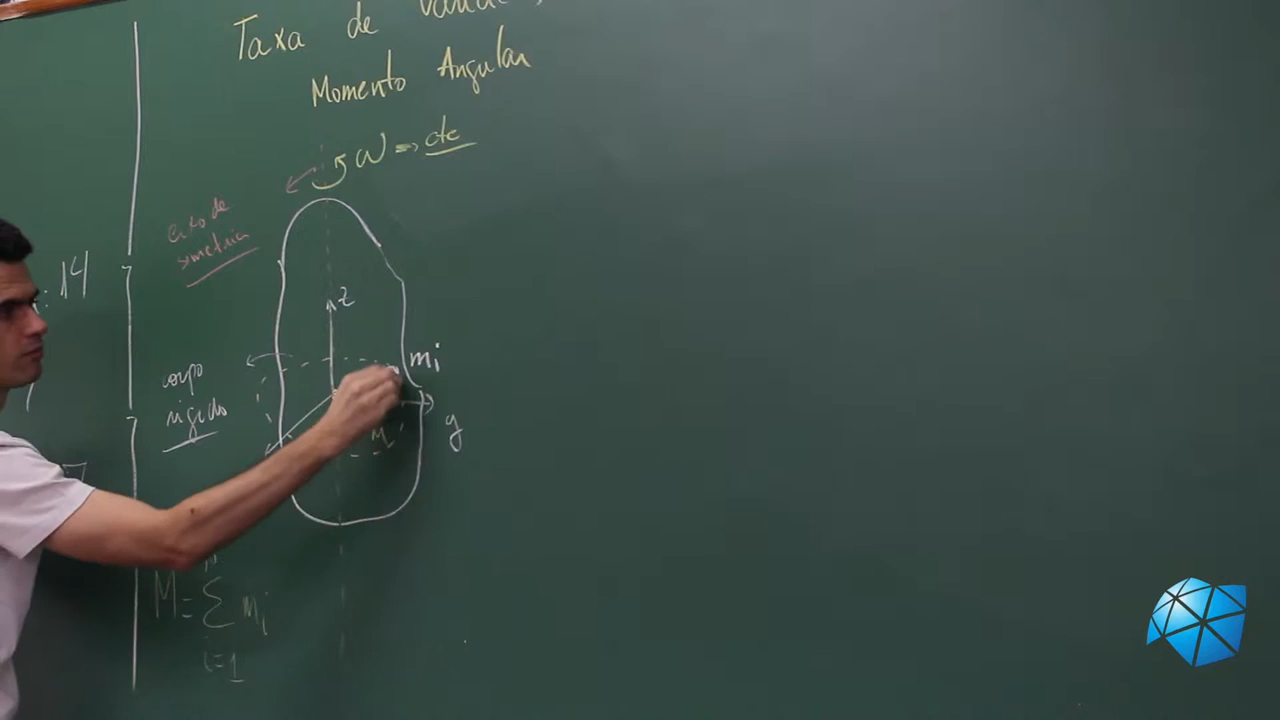 Taxa de
Momento Angular
ω => cte
eixo de
simetria
: 14
z
corpo
rígido
mi
y
M = Σ mi
i=1